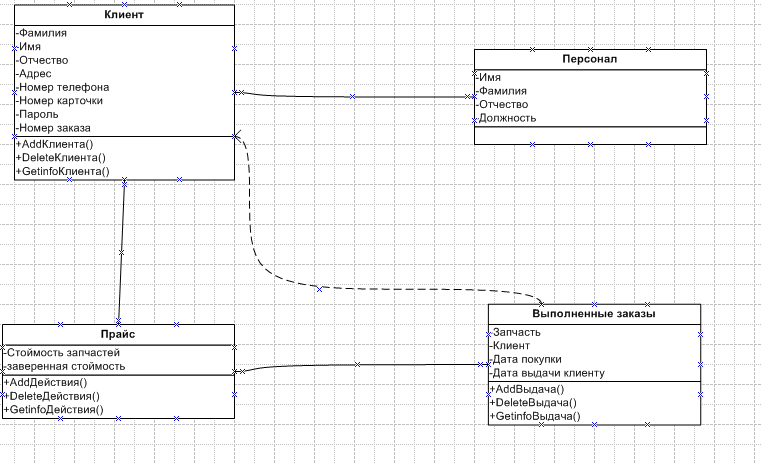 Клиент
-Фамилия
-Имя
-Отчество
-Адрес
-Номер телефона
-Номер карточки
-Пароль
-Номер заказа
+AddКлиента()
+DeleteКлиента()
+GetinfoКлиента()
Персонал
-Имя
-Фамилия
-Отчество
-Должность
Прайс
-Стоимость запчастей
-заверенная стоимость
+AddДействия()
+DeleteДействия()
+GetinfoДействия()
Выполненные заказы
-Запчасть
-Клиент
-Дата покупки
-Дата выдачи клиенту
+AddВыдача()
+DeleteВыдача()
+GetinfoВыдача()